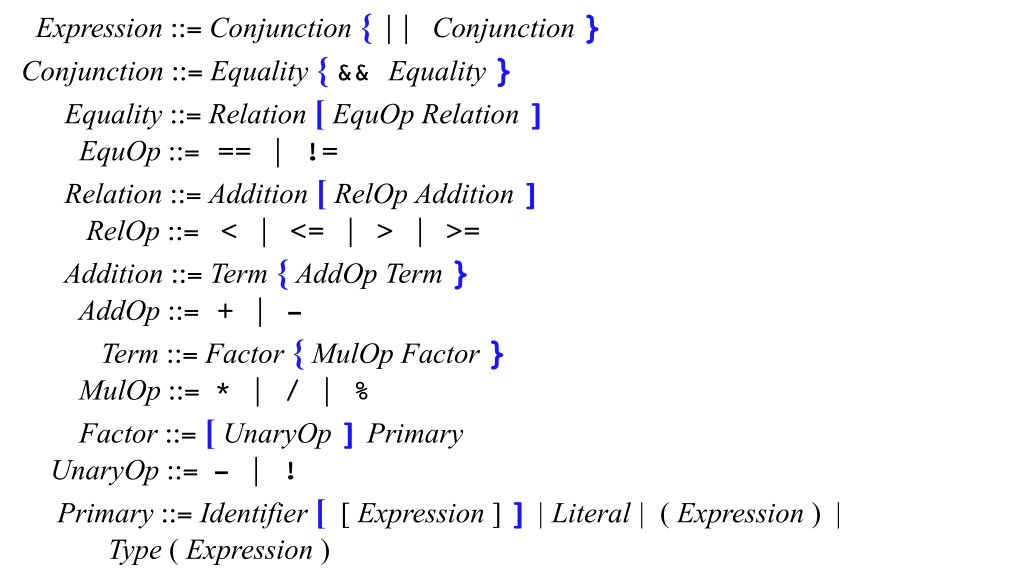 Expression ::= Conjunction { || Conjunction }
Conjunction ::= Equality { && Equality }
Equality ::= Relation [ EquOp Relation ]
EquOp ::= == | !=
Relation ::= Addition [ RelOp Addition ]
RelOp ::= < | <= | > | >=
Addition ::= Term { AddOp Term }
AddOp ::= + | -
Term ::= Factor { MulOp Factor }
MulOp ::= * | / | %
Factor ::= [ UnaryOp ] Primary
UnaryOp ::= - | !
Primary ::= Identifier [ [ Expression ] ] | Literal | ( Expression ) |
Type ( Expression )